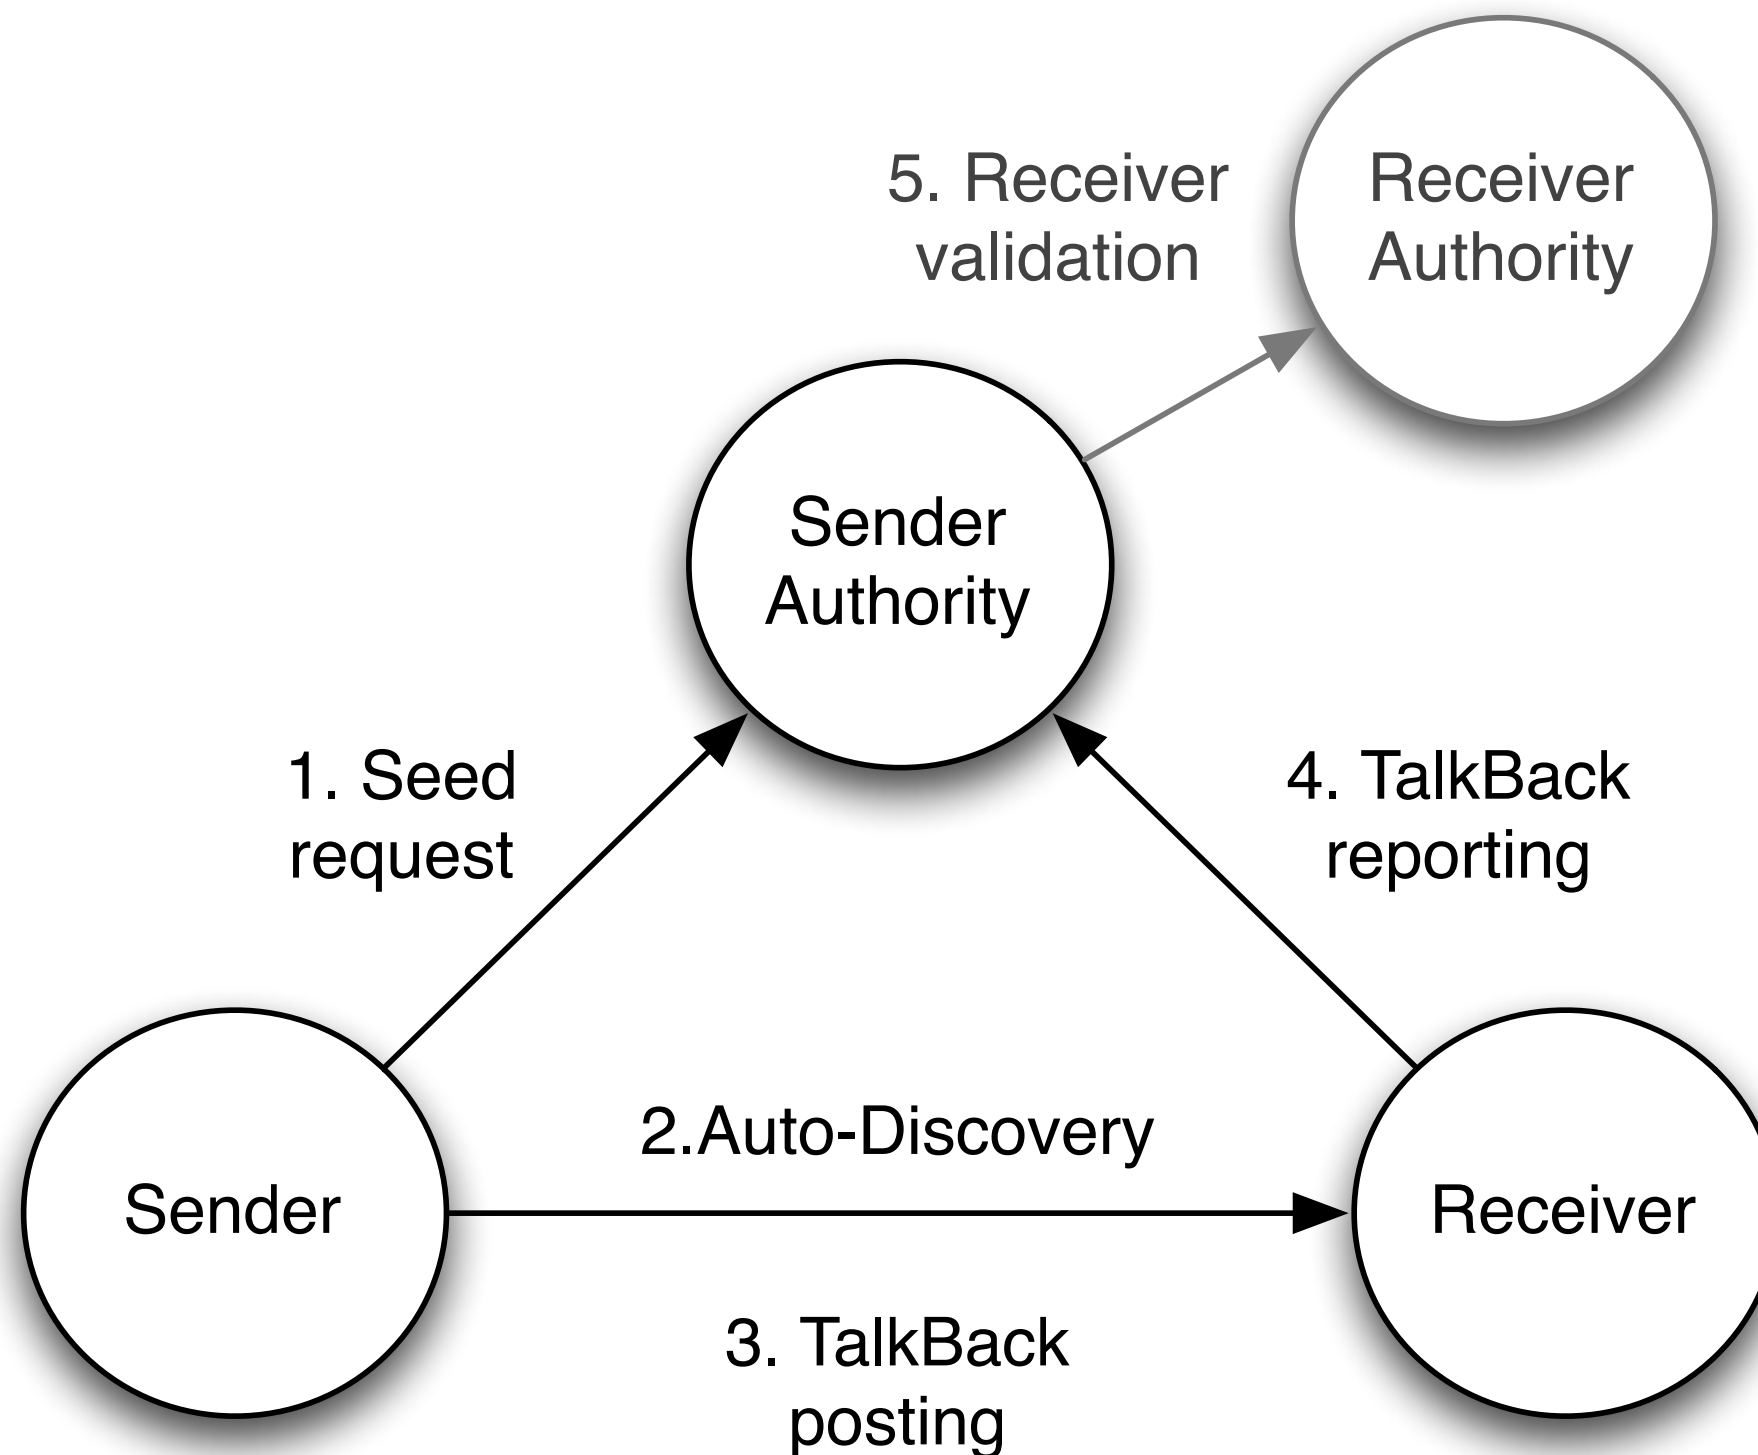 5. Receiver
validation
Receiver
Authority
Sender
Authority
1. Seed
request
4. TalkBack
reporting
2.Auto-Discovery
Sender
Receiver
3. TalkBack
posting